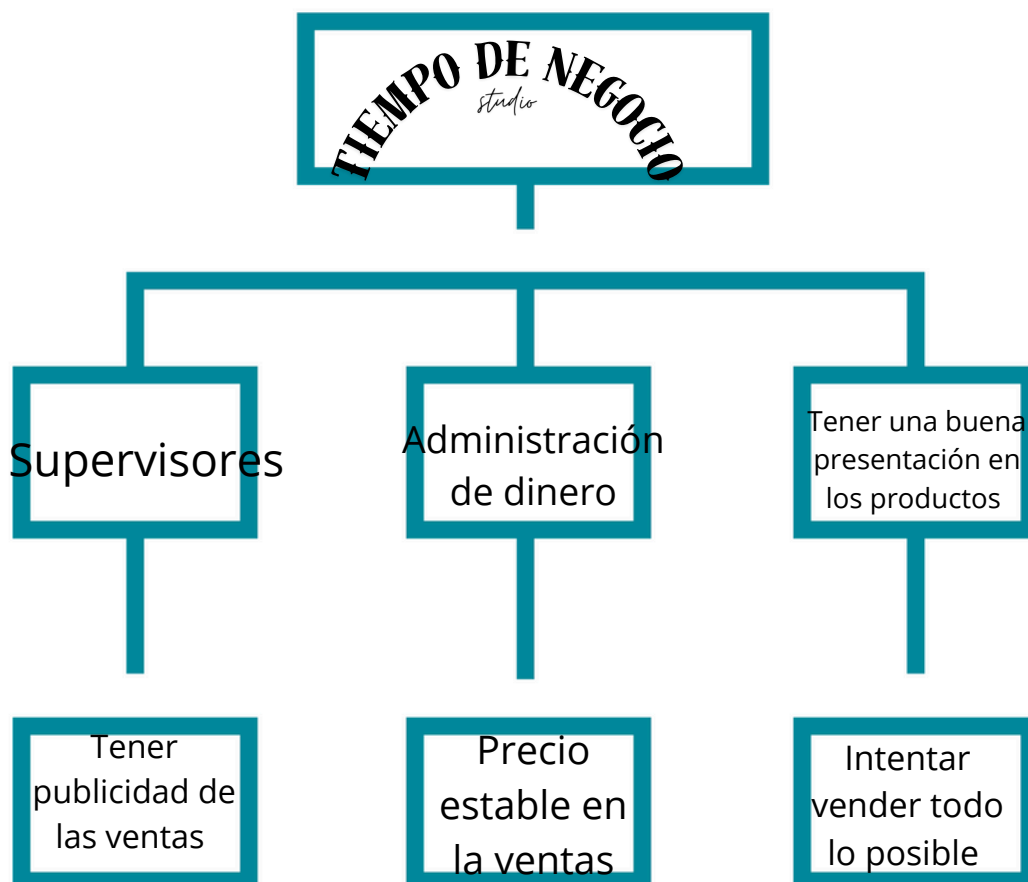 TIEMPO DE NEGOCIO
studio
Supervisores
Administración
de dinero
Tener una buena
presentación en
los productos
Tener
publicidad de
las ventas
Precio
estable en
la ventas
Intentar
vender todo
lo posible